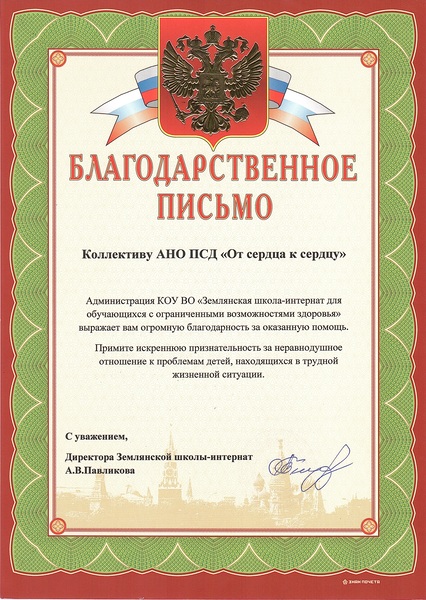 БЛАГОДАРСТВЕННОЕ
ПИСЬМО
Коллективу АНО ПСД «От сердца к сердцу»
Администрация КОУ ВО «Землянская школа-интернат для
обучающихся с ограниченными возможностями здоровья»
выражает вам огромную благодарность за оказанную помощь.
Примите искреннюю признательность за неравнодушное
отношение к проблемам детей, находящихся в трудной
жизненной ситуации.
С уважением,
Директора Землянской школы-интернат
А.В.Павликова
ЗНАК ПОЧЕТА